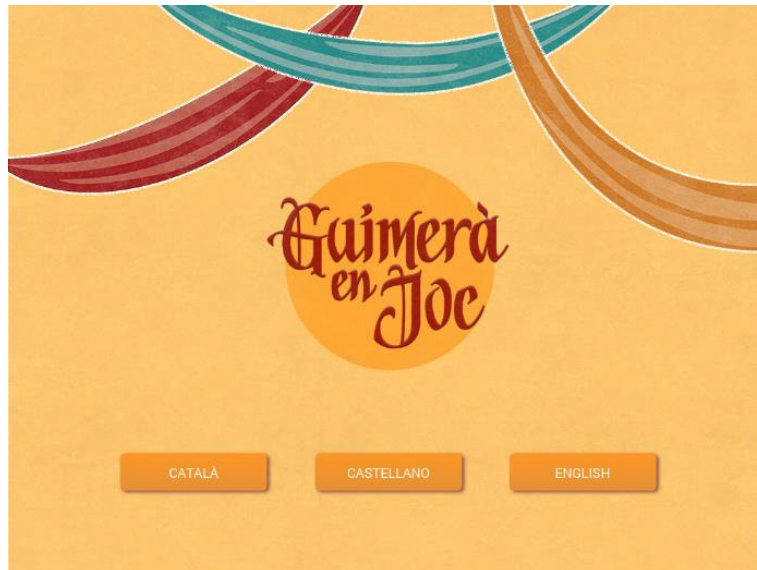 Guimerà
en Joc
CATALÀ
CASTELLANO
ENGLISH